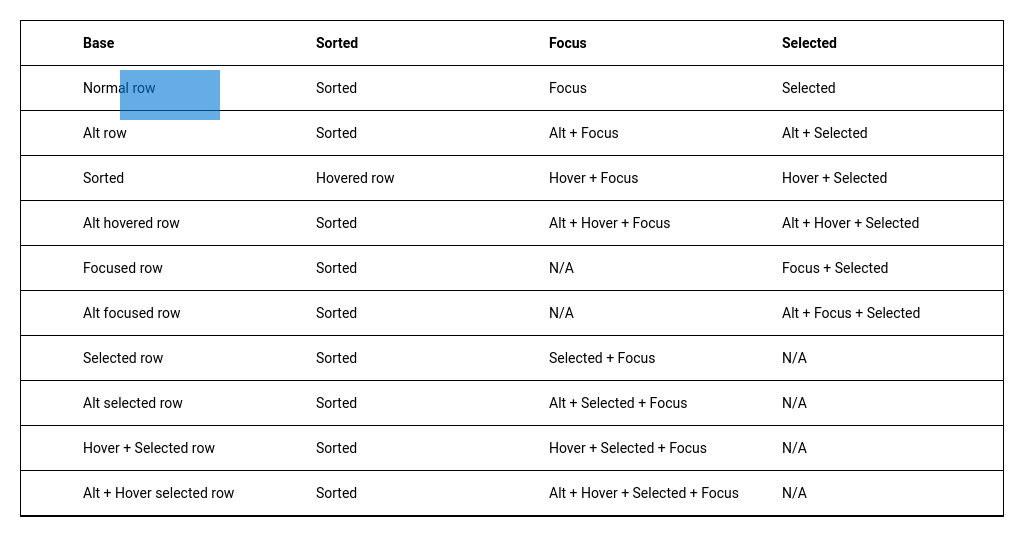 Base Sorted Focus Selected
Normal row Sorted Focus Selected
Alt row Sorted Alt + Focus Alt + Selected
Sorted Hovered row Hover + Focus Hover + Selected
Alt hovered row Sorted Alt + Hover + Focus Alt + Hover + Selected
Focused row Sorted N/A Focus + Selected
Alt focused row Sorted N/A Alt + Focus + Selected
Selected row Sorted Selected + Focus N/A
Alt selected row Sorted Alt + Selected + Focus N/A
Hover + Selected row Sorted Hover + Selected + Focus N/A
Alt + Hover selected row Sorted Alt + Hover + Selected + Focus N/A